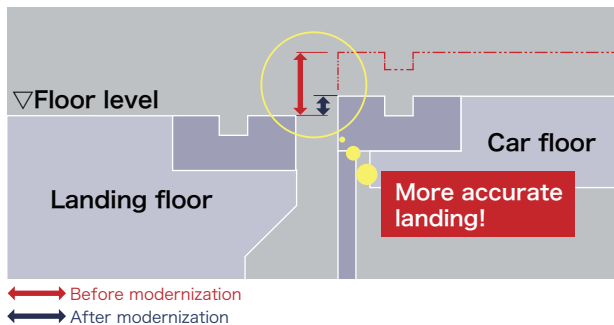 ▽Floor level
Landing floor
Car floor
More accurate
landing!
Before modernization
After modernization